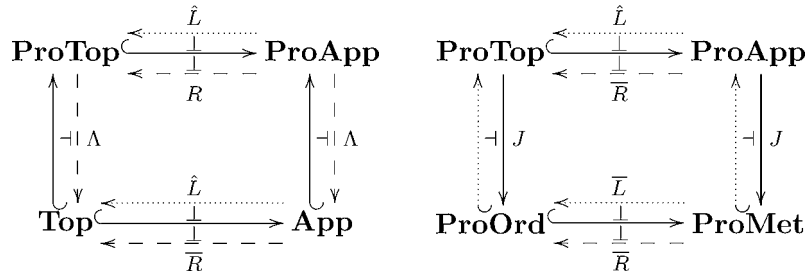 L̂ L̂
⊥ ⊥
ProTop ProApp ProTop ProApp
⊥ ⊥
R R̅
⊣ Λ ⊣ Λ ⊣ J ⊣ J
L̂ L̅
⊥ ⊥
Top App ProOrd ProMet
⊥ ⊥
R̅ R̅